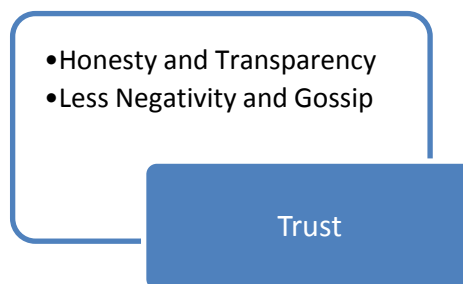 •Honesty and Transparency
•Less Negativity and Gossip
Trust